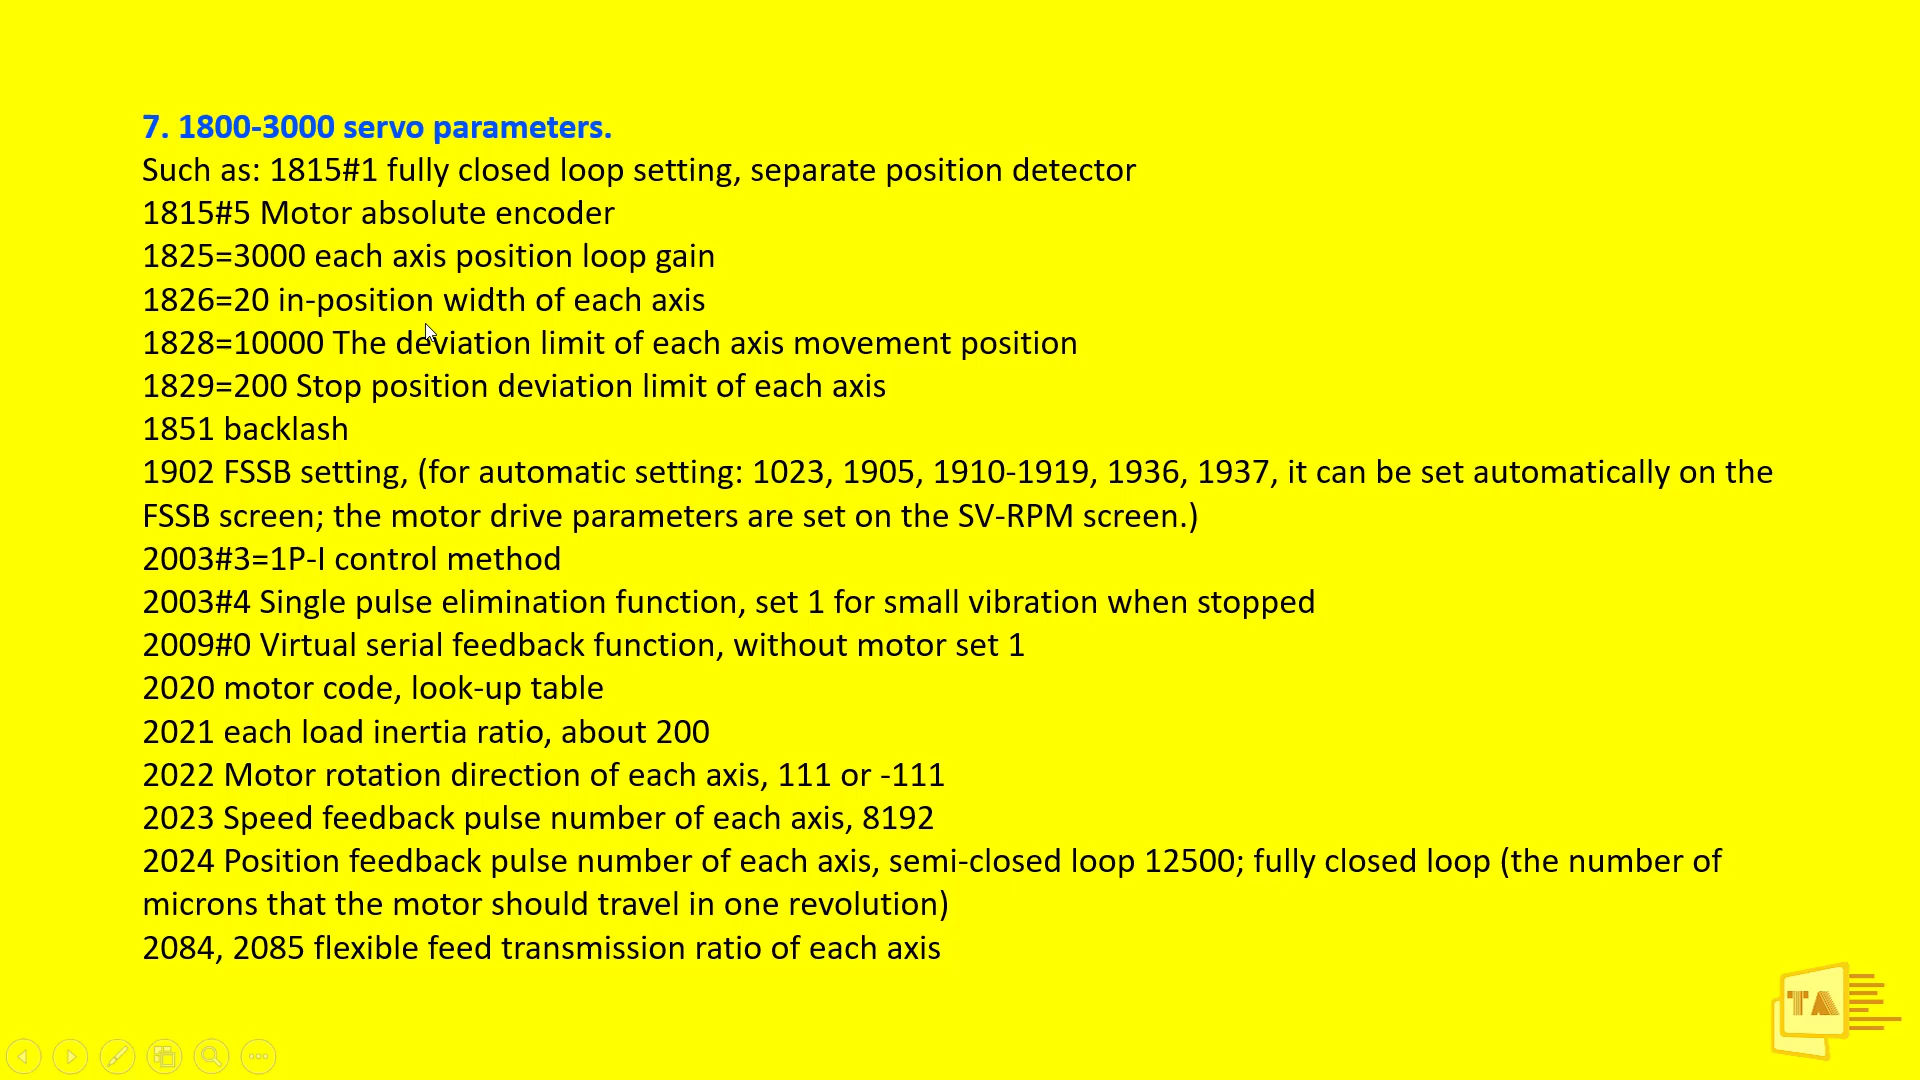 7. 1800-3000 servo parameters.
Such as: 1815#1 fully closed loop setting, separate position detector
1815#5 Motor absolute encoder
1825=3000 each axis position loop gain
1826=20 in-position width of each axis
1828=10000 The deviation limit of each axis movement position
1829=200 Stop position deviation limit of each axis
1851 backlash
1902 FSSB setting, (for automatic setting: 1023, 1905, 1910-1919, 1936, 1937, it can be set automatically on the
FSSB screen; the motor drive parameters are set on the SV-RPM screen.)
2003#3=1P-I control method
2003#4 Single pulse elimination function, set 1 for small vibration when stopped
2009#0 Virtual serial feedback function, without motor set 1
2020 motor code, look-up table
2021 each load inertia ratio, about 200
2022 Motor rotation direction of each axis, 111 or -111
2023 Speed feedback pulse number of each axis, 8192
2024 Position feedback pulse number of each axis, semi-closed loop 12500; fully closed loop (the number of
microns that the motor should travel in one revolution)
2084, 2085 flexible feed transmission ratio of each axis
TA